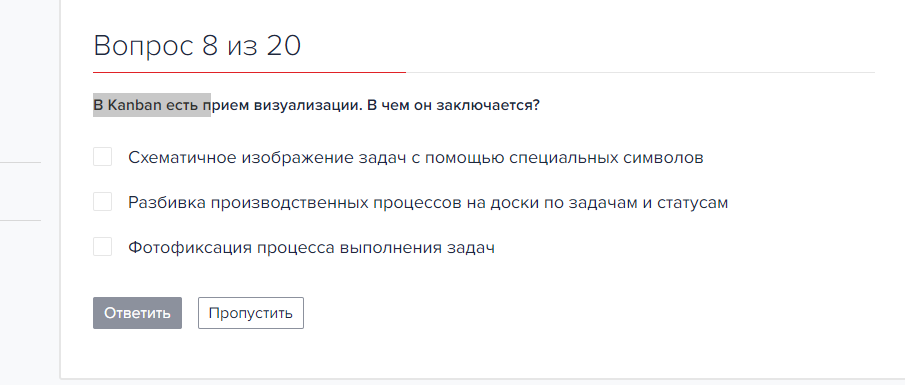 Вопрос 8 из 20
В Kanban есть прием визуализации. В чем он заключается?
Схематичное изображение задач с помощью специальных символов
Разбивка производственных процессов на доски по задачам и статусам
Фотофиксация процесса выполнения задач
Ответить Пропустить